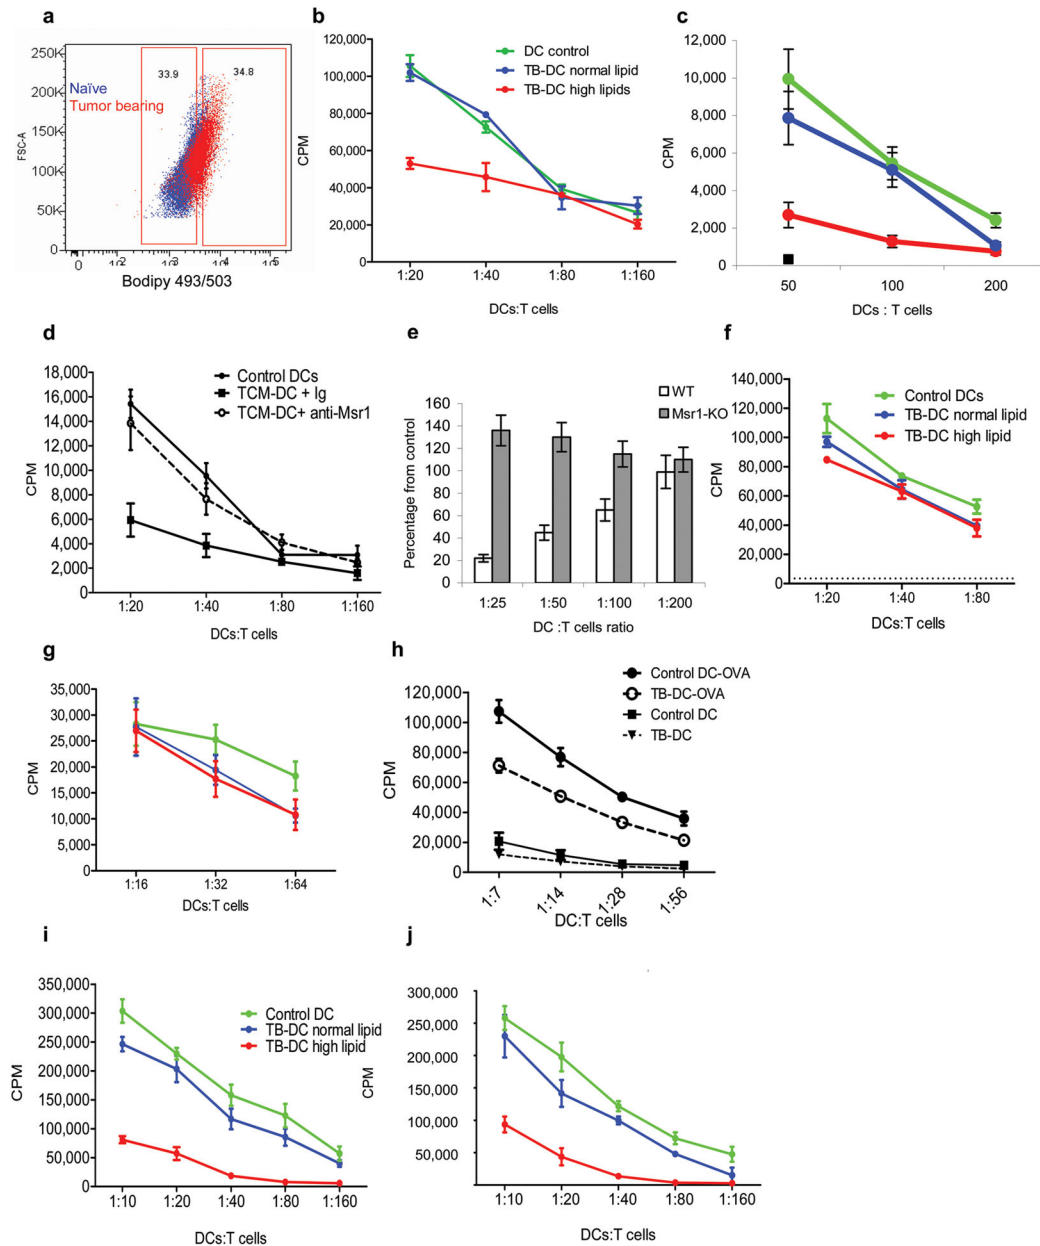 a
250K
200K
150K
100K
50K
0
FSC-A
33.9
34.8
Naïve
Tumor bearing
0
10²
10³
10⁴
10⁵
Bodipy 493/503
b
120,000
100,000
80,000
60,000
40,000
20,000
0
CPM
DC control
TB-DC normal lipid
TB-DC high lipids
1:20
1:40
1:80
1:160
DCs:T cells
c
12,000
10,000
8,000
6,000
4,000
2,000
0
CPM
50
100
200
DCs : T cells
d
18,000
16,000
14,000
12,000
10,000
8,000
6,000
4,000
2,000
0
CPM
Control DCs
TCM-DC + Ig
TCM-DC+ anti-Msr1
1:20
1:40
1:80
1:160
DCs:T cells
e
WT
Msr1-KO
160
140
120
100
80
60
40
20
0
Percentage from control
1:25
1:50
1:100
1:200
DC :T cells ratio
f
140,000
120,000
100,000
80,000
60,000
40,000
20,000
0
CPM
Control DCs
TB-DC normal lipid
TB-DC high lipid
1:20
1:40
1:80
DCs:T cells
g
35,000
30,000
25,000
20,000
15,000
10,000
5,000
0
CPM
1:16
1:32
1:64
DCs:T cells
h
Control DC-OVA
TB-DC-OVA
Control DC
TB-DC
120,000
100,000
80,000
60,000
40,000
20,000
0
CPM
1:7
1:14
1:28
1:56
DC:T cells
i
350,000
300,000
250,000
200,000
150,000
100,000
50,000
0
CPM
Control DC
TB-DC normal lipid
TB-DC high lipid
1:10
1:20
1:40
1:80
1:160
DCs:T cells
j
300,000
250,000
200,000
150,000
100,000
50,000
CPM
1:10
1:20
1:40
1:80
1:160
DCs:T cells